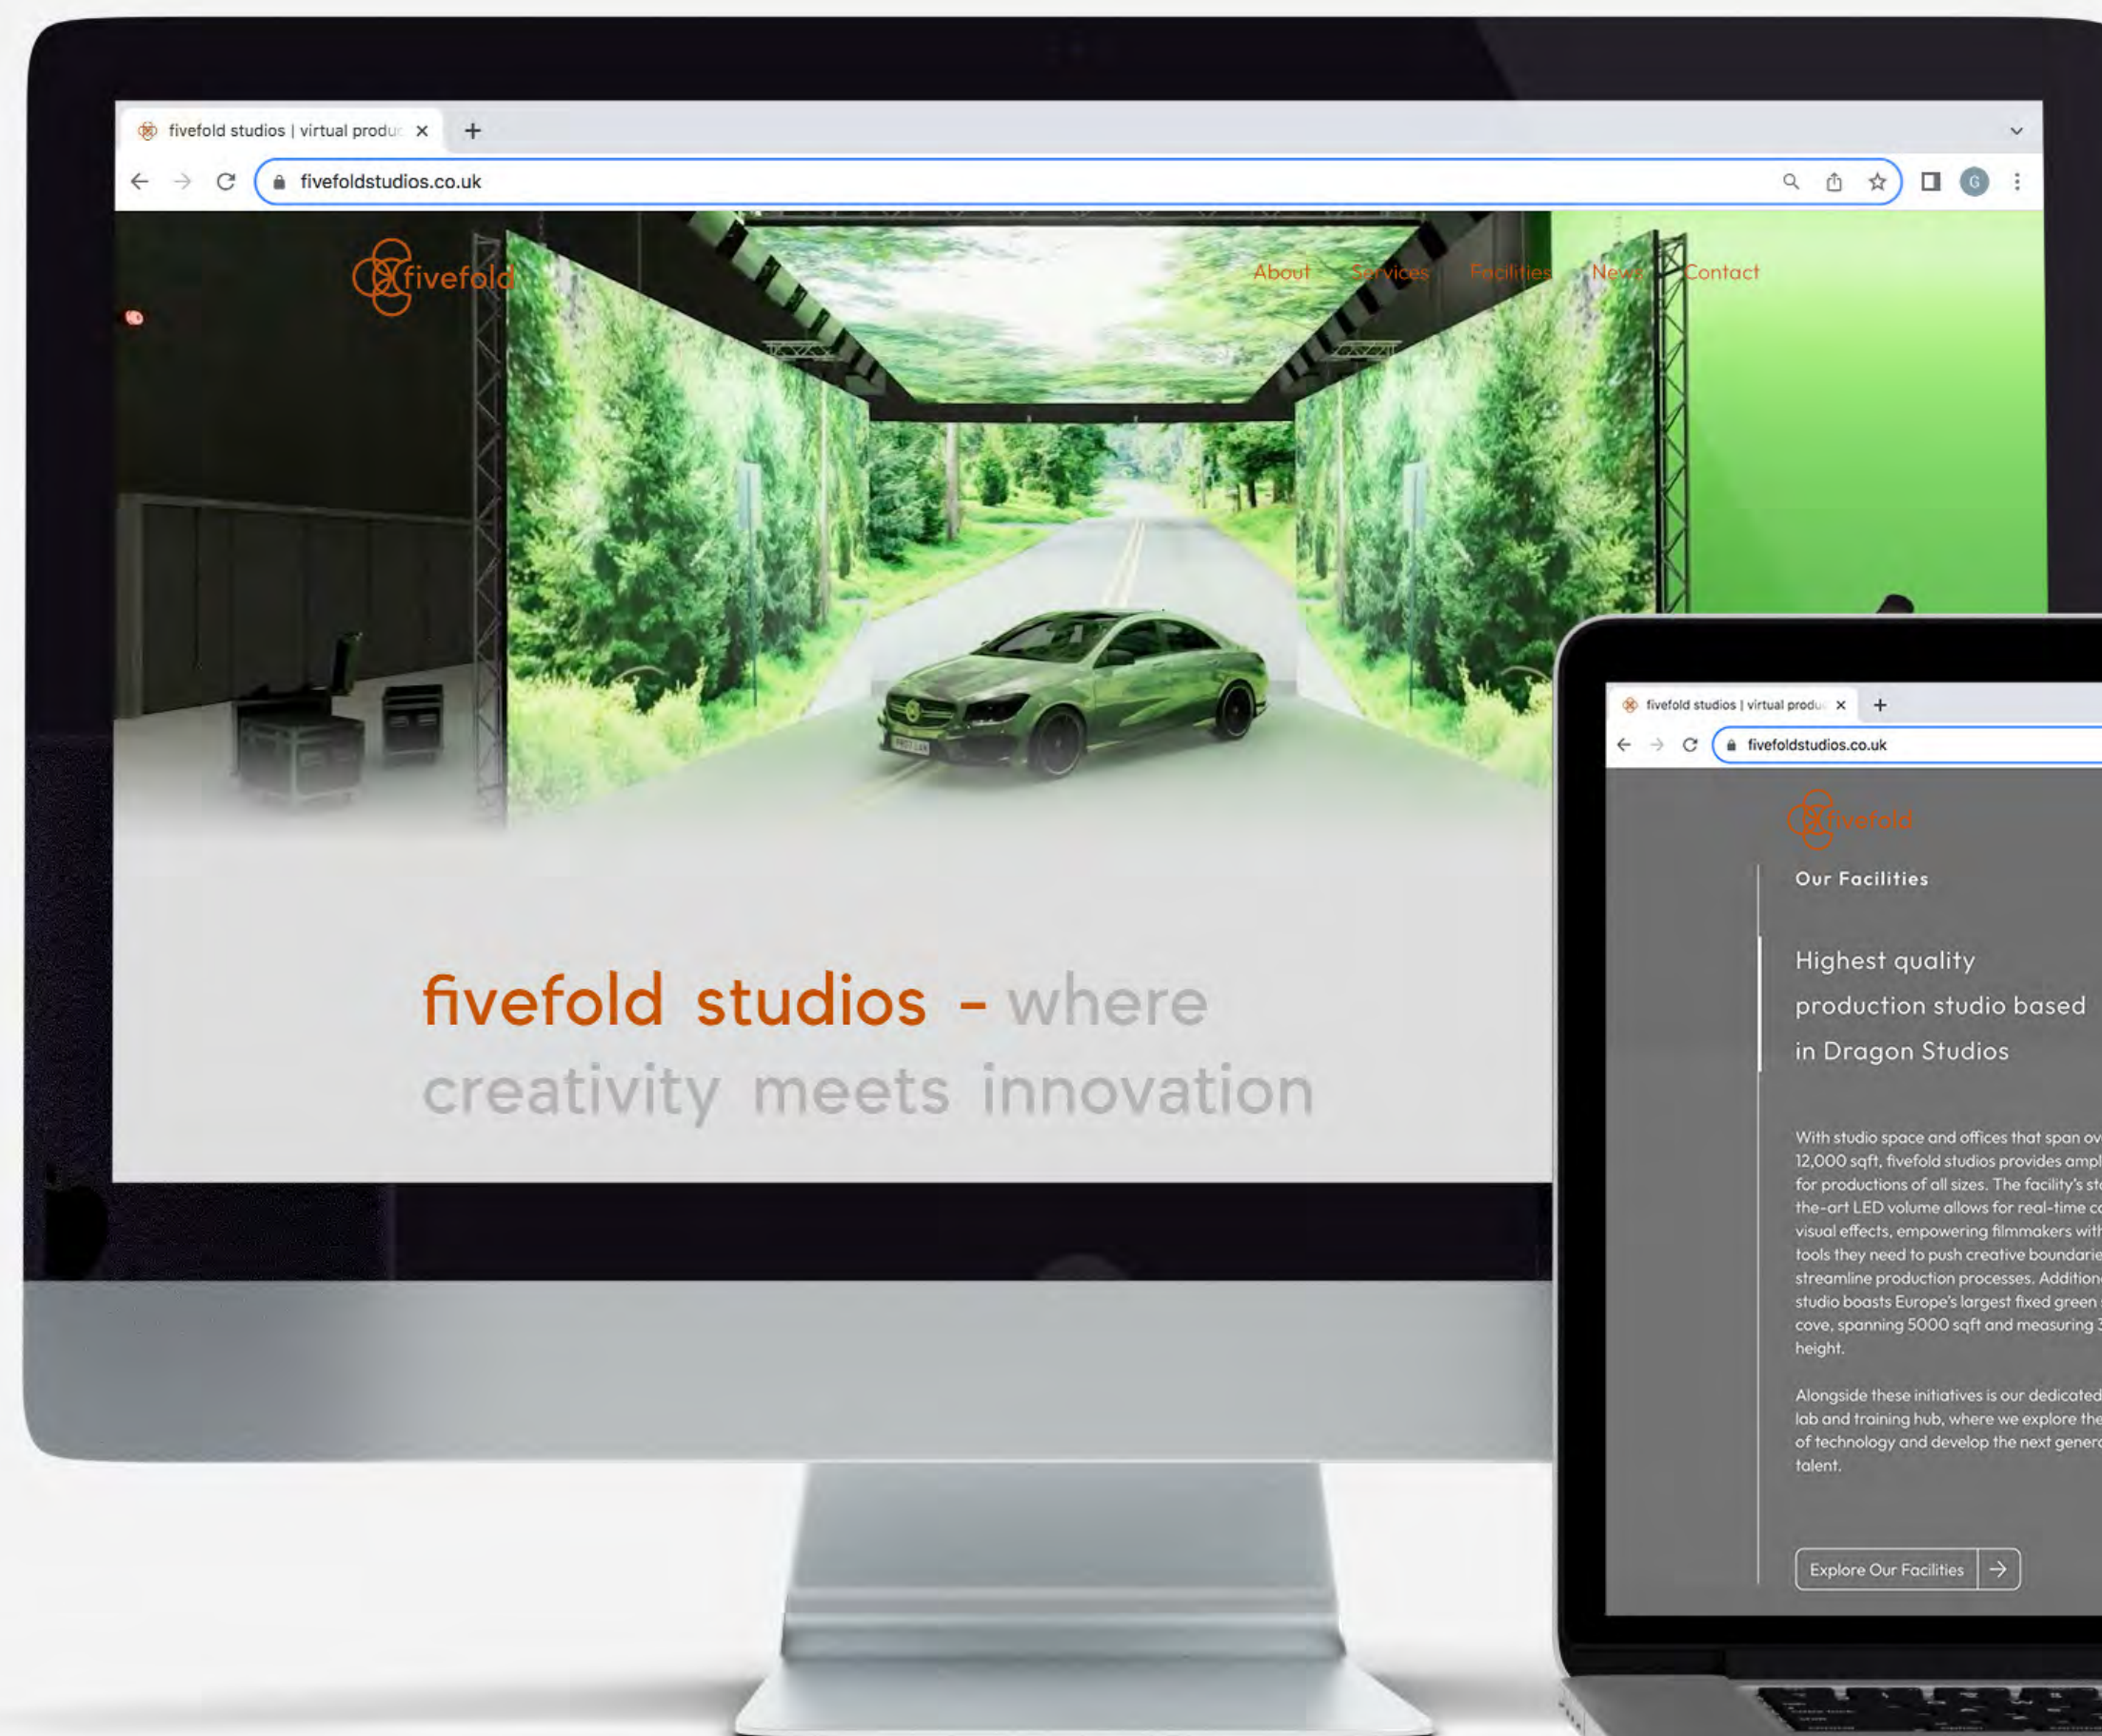 fivefold studios | virtual produc
fivefoldstudios.co.uk
G
fivefold
About Services Facilities News Contact
fivefold studios - where
creativity meets innovation
fivefold studios | virtual produ
fivefoldstudios.co.uk
fivefold
Our Facilities
Highest quality
production studio based
in Dragon Studios
With studio space and offices that span ov
12,000 sqft, fivefold studios provides ampl
for productions of all sizes. The facility's sta
the-art LED volume allows for real-time co
visual effects, empowering filmmakers with
tools they need to push creative boundarie
streamline production processes. Addition
studio boasts Europe's largest fixed green
cove, spanning 5000 sqft and measuring 3
height.
Alongside these initiatives is our dedicated
lab and training hub, where we explore the
of technology and develop the next genera
talent.
Explore Our Facilities